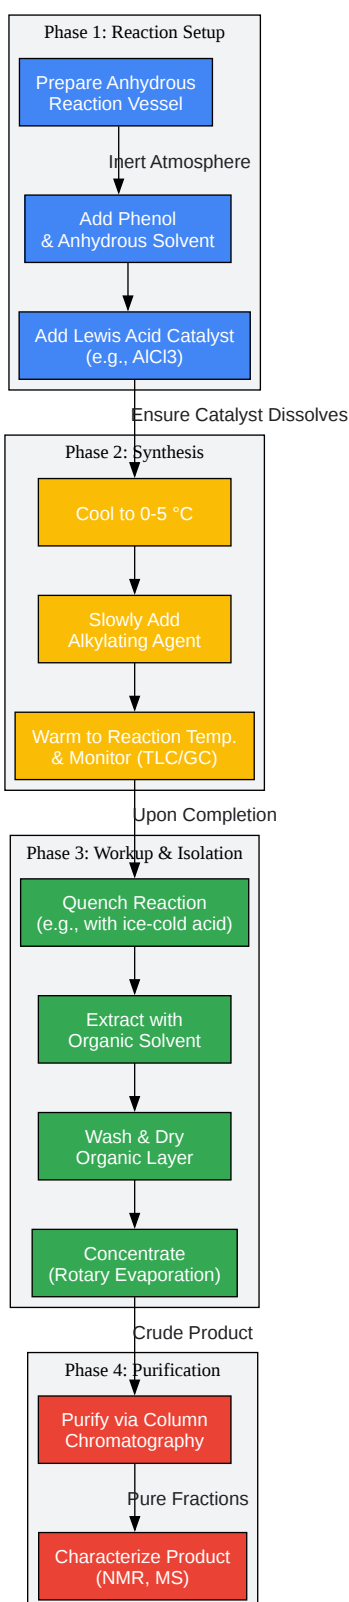 Phase 1: Reaction Setup
Prepare Anhydrous
Reaction Vessel
Inert Atmosphere
Add Phenol
& Anhydrous Solvent
Add Lewis Acid Catalyst
(e.g., AlCl3)
Ensure Catalyst Dissolves
Phase 2: Synthesis
Cool to 0-5 °C
Slowly Add
Alkylating Agent
Warm to Reaction Temp.
& Monitor (TLC/GC)
Upon Completion
Phase 3: Workup & Isolation
Quench Reaction
(e.g., with ice-cold acid)
Extract with
Organic Solvent
Wash & Dry
Organic Layer
Concentrate
(Rotary Evaporation)
Crude Product
Phase 4: Purification
Purify via Column
Chromatography
Pure Fractions
Characterize Product
(NMR, MS)